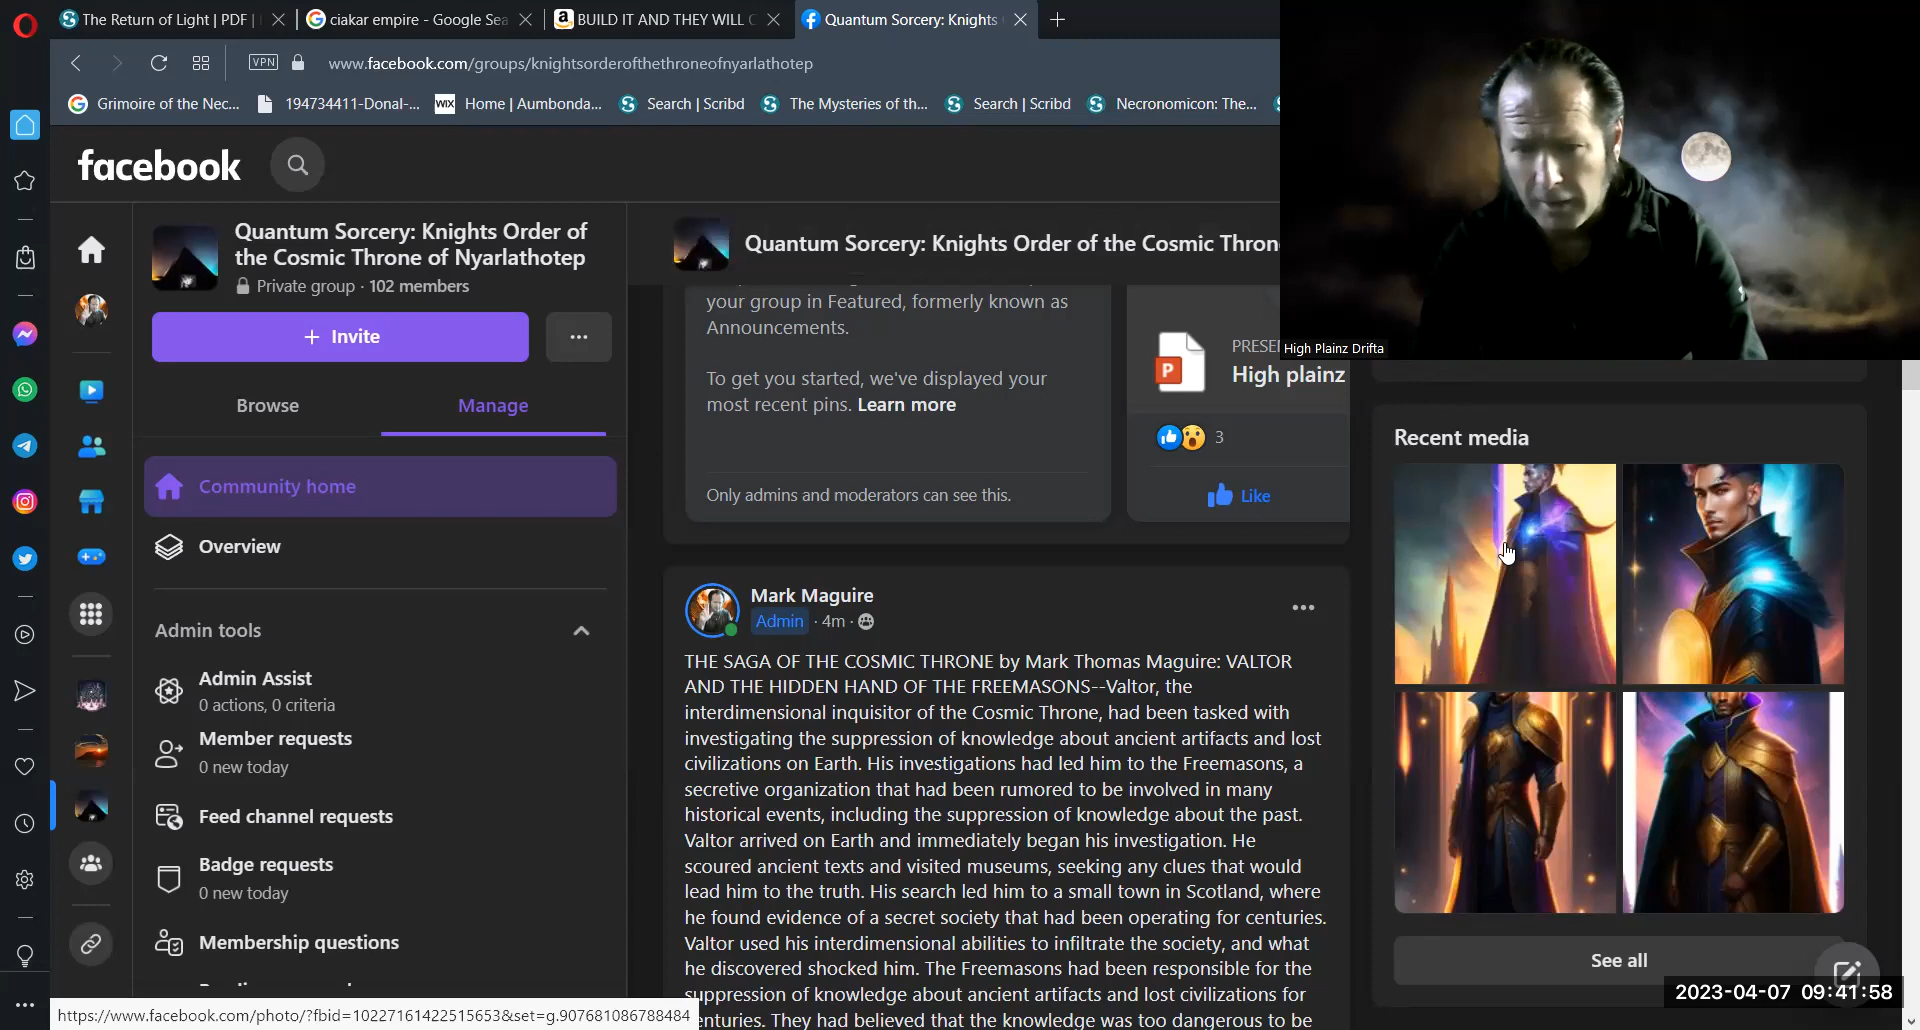 The Return of Light | PDF |
ciakar empire - Google Sea
BUILD IT AND THEY WILL C
Quantum Sorcery: Knights
VPN
www.facebook.com/groups/knightsorderofthethroneofnyarlathotep
Grimoire of the Nec...
194734411-Donal-...
WIX Home | Aumbonda...
Search | Scribd
The Mysteries of th...
Search | Scribd
Necronomicon: The...
High Plainz Drifta
facebook
Quantum Sorcery: Knights Order of
the Cosmic Throne of Nyarlathotep
Private group · 102 members
+ Invite
Browse
Manage
Community home
Overview
Admin tools
Admin Assist
0 actions, 0 criteria
Member requests
0 new today
Feed channel requests
Badge requests
0 new today
Membership questions
https://www.facebook.com/photo/?fbid=10227161422515653&set=g.907681086788484
Quantum Sorcery: Knights Order of the Cosmic Thron
your group in Featured, formerly known as
Announcements.
To get you started, we've displayed your
most recent pins. Learn more
Only admins and moderators can see this.
P
PRESE
High plainz
3
Like
Mark Maguire
Admin · 4m ·
THE SAGA OF THE COSMIC THRONE by Mark Thomas Maguire: VALTOR
AND THE HIDDEN HAND OF THE FREEMASONS--Valtor, the
interdimensional inquisitor of the Cosmic Throne, had been tasked with
investigating the suppression of knowledge about ancient artifacts and lost
civilizations on Earth. His investigations had led him to the Freemasons, a
secretive organization that had been rumored to be involved in many
historical events, including the suppression of knowledge about the past.
Valtor arrived on Earth and immediately began his investigation. He
scoured ancient texts and visited museums, seeking any clues that would
lead him to the truth. His search led him to a small town in Scotland, where
he found evidence of a secret society that had been operating for centuries.
Valtor used his interdimensional abilities to infiltrate the society, and what
he discovered shocked him. The Freemasons had been responsible for the
suppression of knowledge about ancient artifacts and lost civilizations for
centuries. They had believed that the knowledge was too dangerous to be
Recent media
See all
2023-04-07 09:41:58